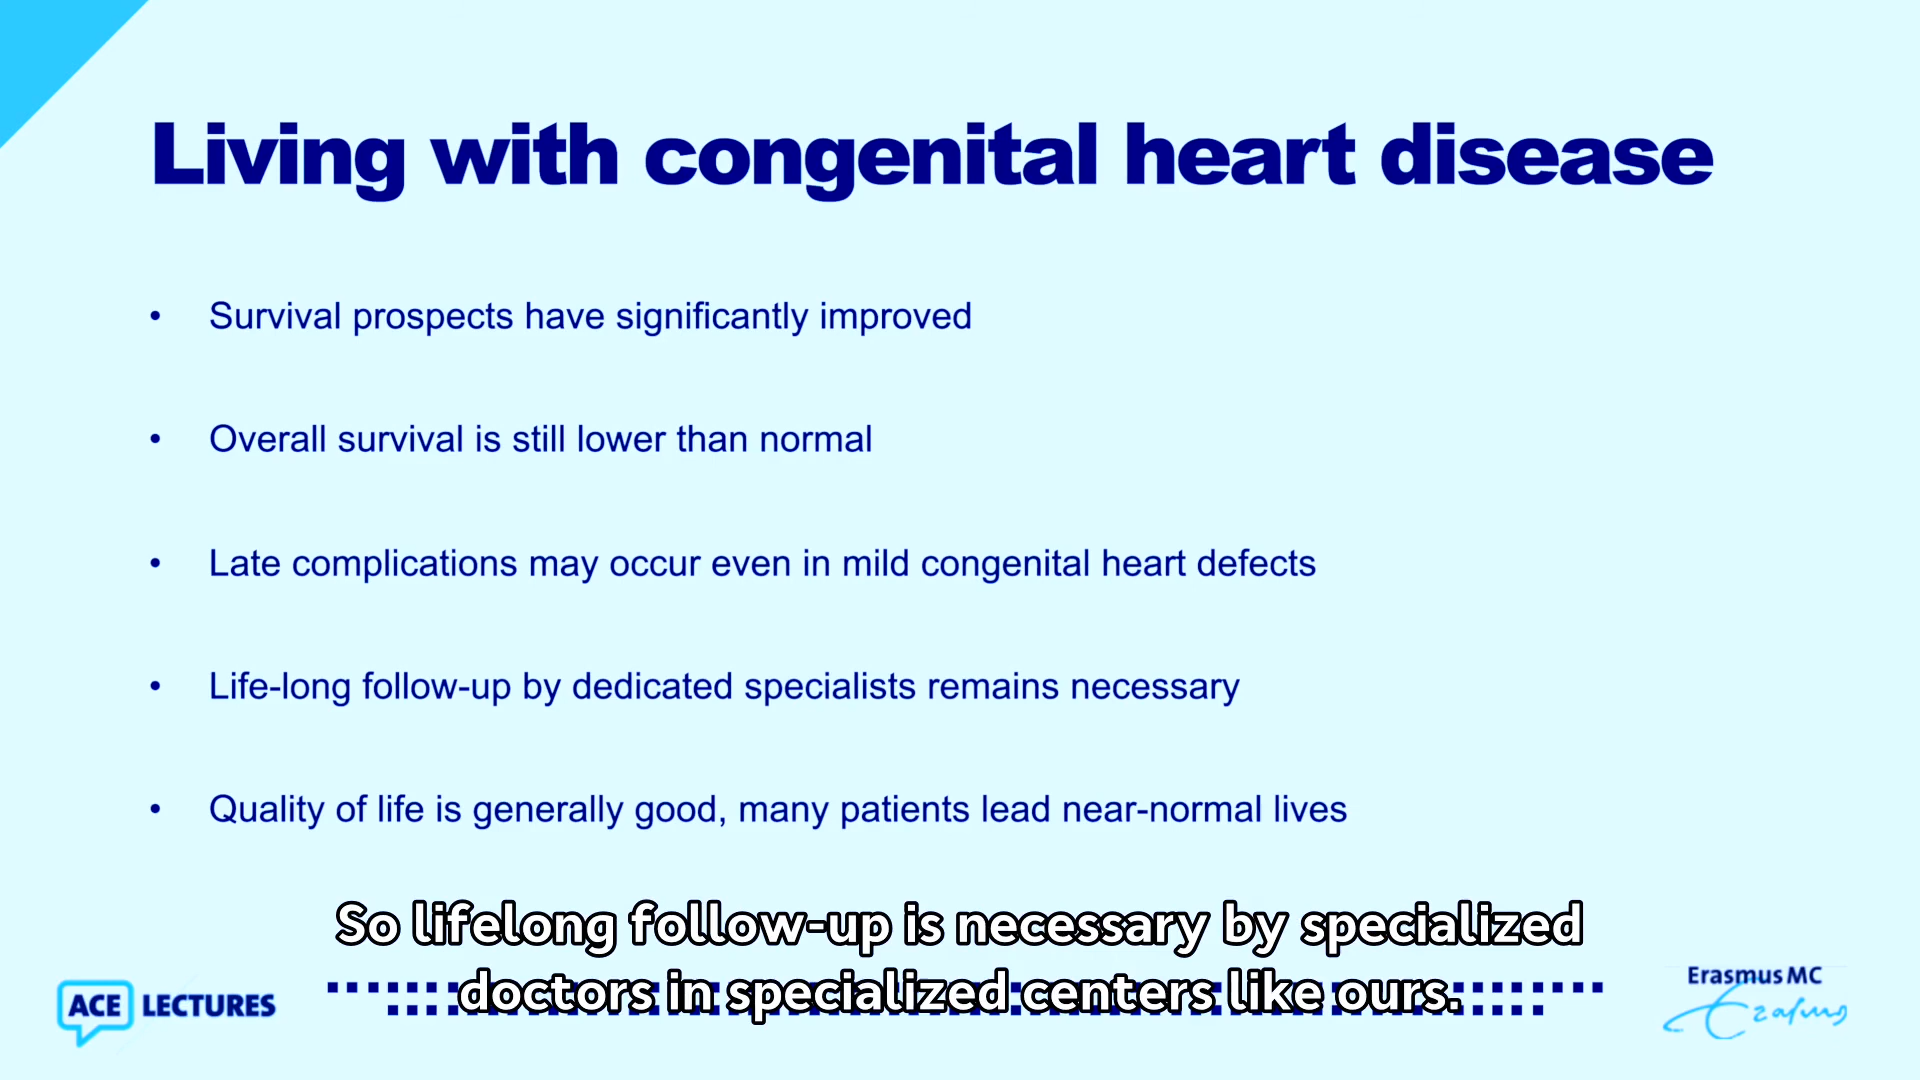 Living with congenital heart disease
• Survival prospects have significantly improved
• Overall survival is still lower than normal
• Late complications may occur even in mild congenital heart defects
• Life-long follow-up by dedicated specialists remains necessary
• Quality of life is generally good, many patients lead near-normal lives
So lifelong follow-up is necessary by specialized
doctors in specialized centers like ours.
ACE LECTURES
Erasmus MC
Erasmus